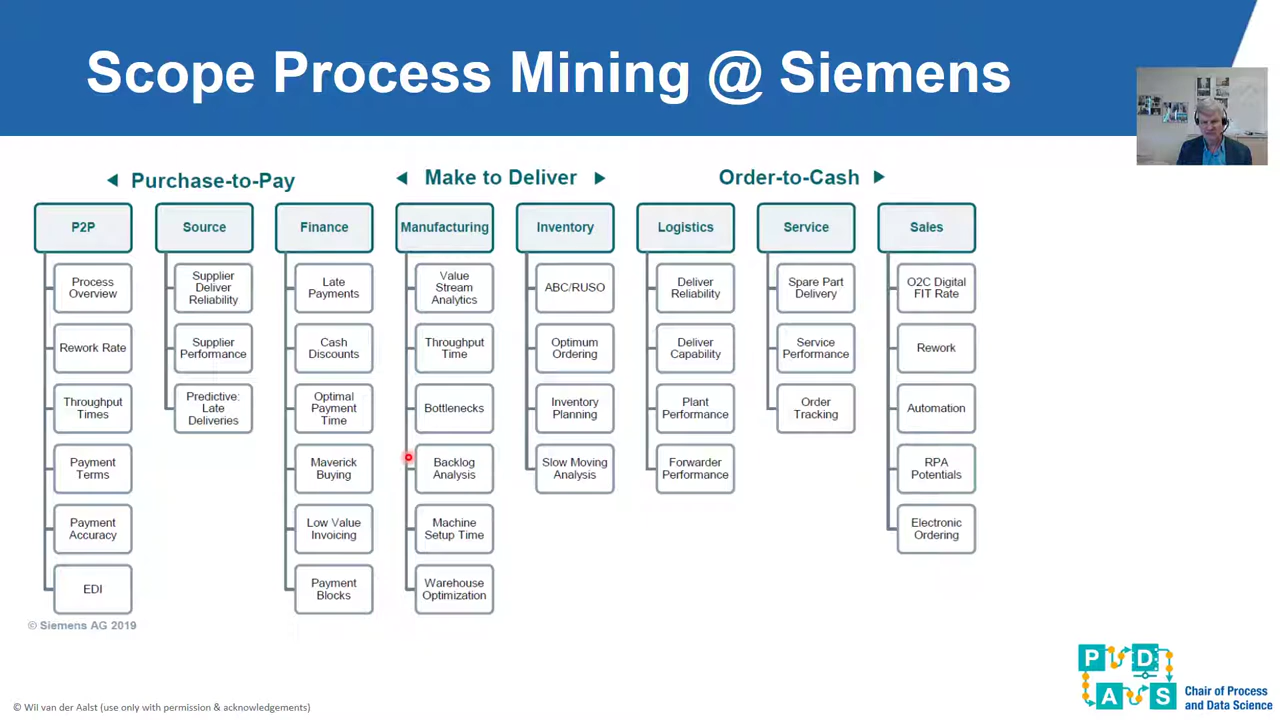 Scope Process Mining @ Siemens
Purchase-to-Pay
Make to Deliver
Order-to-Cash
P2P
Process
Overview
Rework Rate
Throughput
Times
Payment
Terms
Payment
Accuracy
EDI
Source
Supplier
Deliver
Reliability
Supplier
Performance
Predictive:
Late
Deliveries
Finance
Late
Payments
Cash
Discounts
Optimal
Payment
Time
Maverick
Buying
Low Value
Invoicing
Payment
Blocks
Manufacturing
Value
Stream
Analytics
Throughput
Time
Bottlenecks
Backlog
Analysis
Machine
Setup Time
Warehouse
Optimization
Inventory
ABC/RUSO
Optimum
Ordering
Inventory
Planning
Slow Moving
Analysis
Logistics
Deliver
Reliability
Deliver
Capability
Plant
Performance
Forwarder
Performance
Service
Spare Part
Delivery
Service
Performance
Order
Tracking
Sales
O2C Digital
FIT Rate
Rework
Automation
RPA
Potentials
Electronic
Ordering
© Siemens AG 2019
© Wil van der Aalst (use only with permission & acknowledgements)
P D
A S
Chair of Process
and Data Science